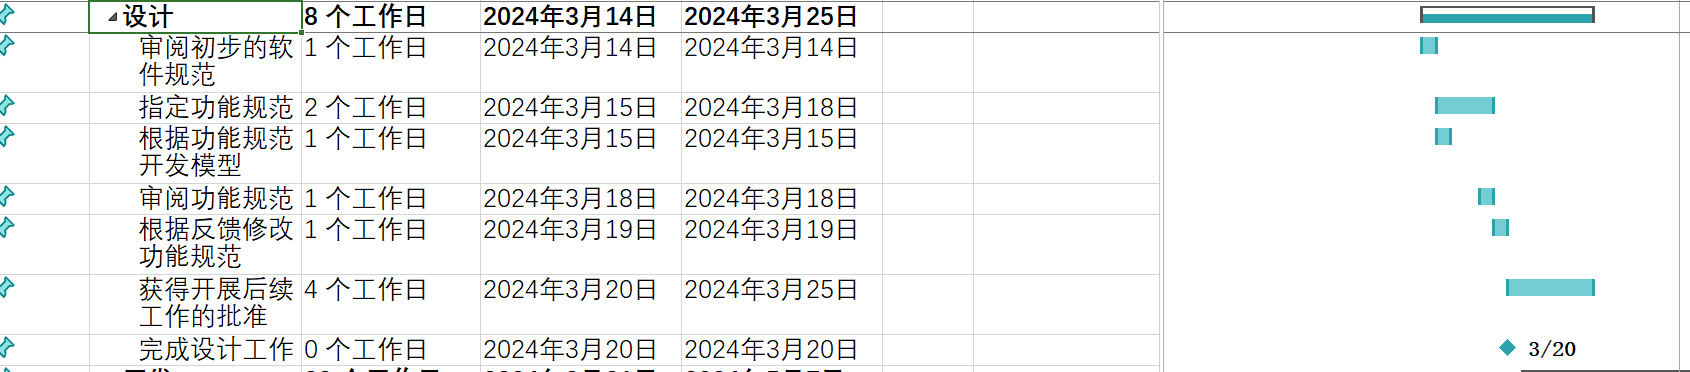 设计 8 个工作日 2024年3月14日 2024年3月25日
审阅初步的软 1 个工作日 2024年3月14日 2024年3月14日
件规范
指定功能规范 2 个工作日 2024年3月15日 2024年3月18日
根据功能规范 1 个工作日 2024年3月15日 2024年3月15日
开发模型
审阅功能规范 1 个工作日 2024年3月18日 2024年3月18日
根据反馈修改 1 个工作日 2024年3月19日 2024年3月19日
功能规范
获得开展后续 4 个工作日 2024年3月20日 2024年3月25日
工作的批准
完成设计工作 0 个工作日 2024年3月20日 2024年3月20日 3/20